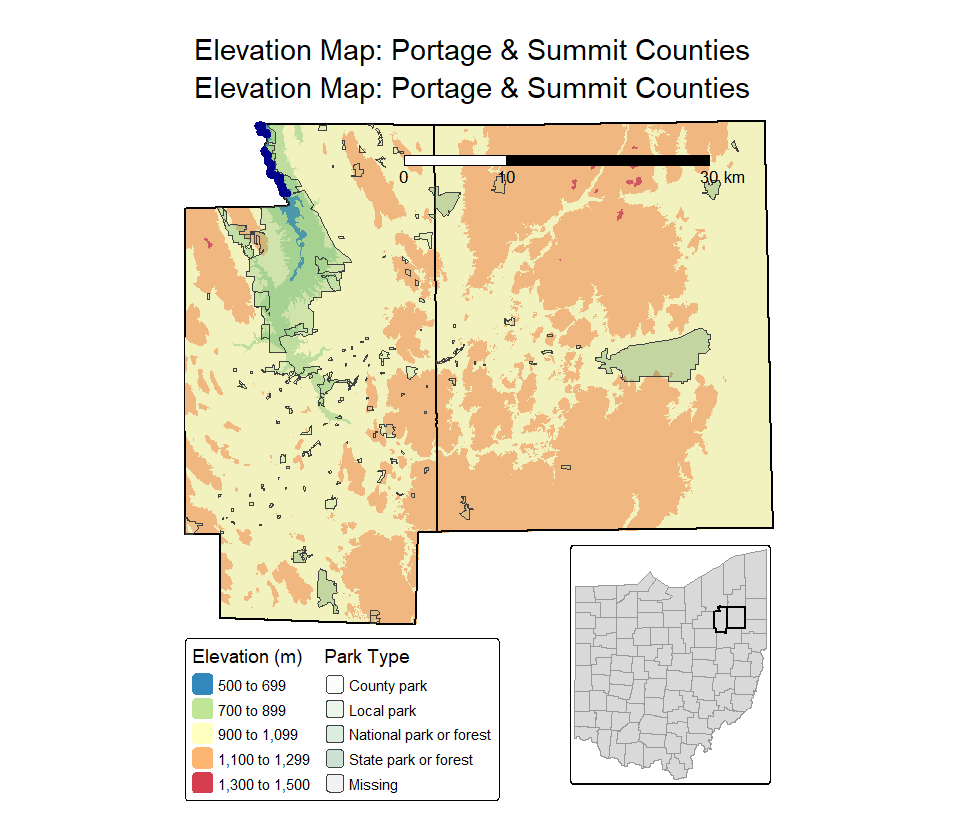 Elevation Map: Portage & Summit Counties
Elevation Map: Portage & Summit Counties
0 10 30 km
Elevation (m) Park Type
500 to 699 County park
700 to 899 Local park
900 to 1,099 National park or forest
1,100 to 1,299 State park or forest
1,300 to 1,500 Missing